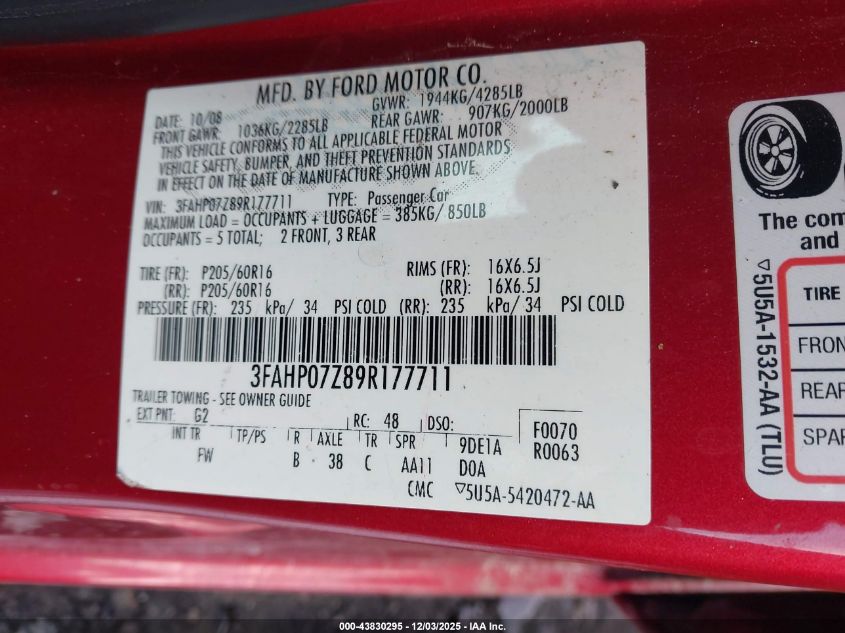 MFD. BY FORD MOTOR CO.
DATE: 10/08 GVWR: 1944KG/4285LB
FRONT GAWR: 1036KG/2285LB REAR GAWR: 907KG/2000LB
THIS VEHICLE CONFORMS TO ALL APPLICABLE FEDERAL MOTOR
VEHICLE SAFETY, BUMPER, AND THEFT PREVENTION STANDARDS
IN EFFECT ON THE DATE OF MANUFACTURE SHOWN ABOVE.
VIN: 3FAHP07Z89R177711 TYPE: Passenger Car
MAXIMUM LOAD = OCCUPANTS + LUGGAGE = 385KG/ 850LB
OCCUPANTS = 5 TOTAL; 2 FRONT, 3 REAR
TIRE (FR): P205/60R16 RIMS (FR): 16X6.5J
(RR): P205/60R16 (RR): 16X6.5J
PRESSURE (FR): 235 kPa/ 34 PSI COLD (RR): 235 kPa/ 34 PSI COLD
3FAHP07Z89R177711
TRAILER TOWING - SEE OWNER GUIDE
EXT PNT: G2 RC: 48 DSO: F0070
INT TR TP/PS R AXLE TR SPR 9DE1A R0063
FW B 38 C AA11 DOA
CMC ▽5U5A-5420472-AA
The com
and
TIRE
FRON
REAR
SPAR
▽5U5A-1532-AA (TLU)
000-43830295 - 12/03/2025 - IAA Inc.